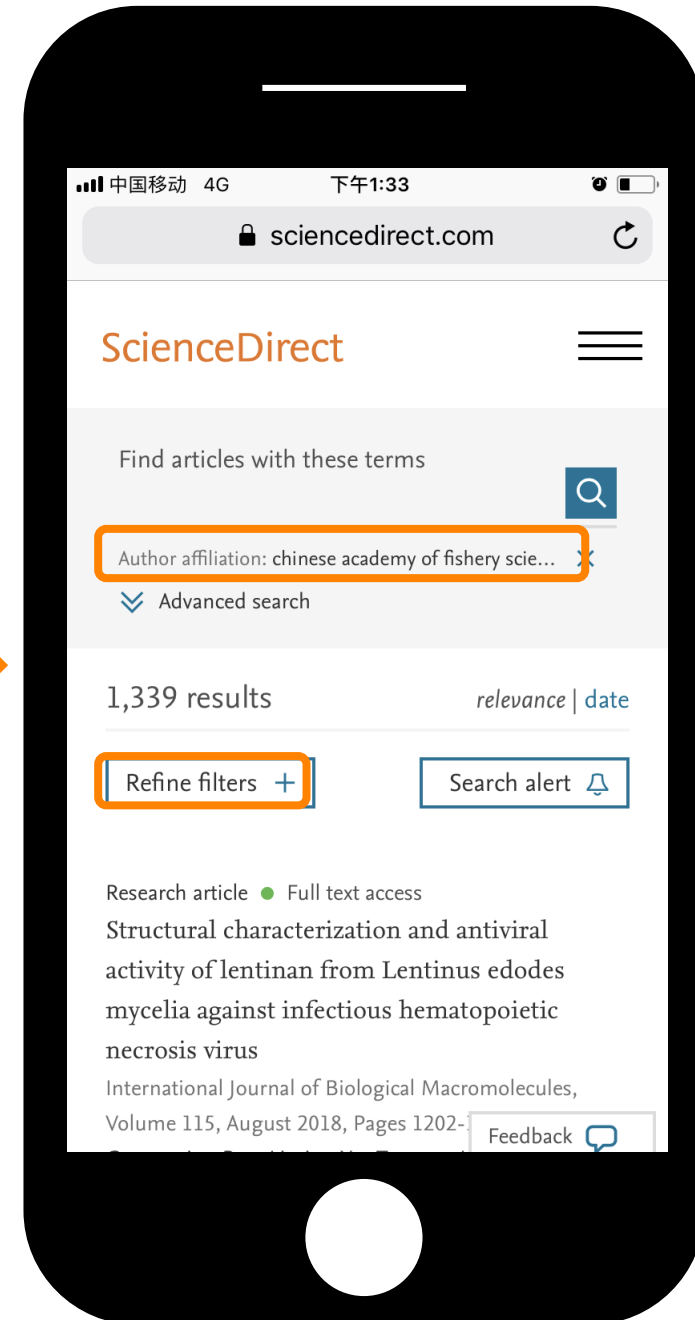 中国移动 4G 下午1:33
sciencedirect.com
ScienceDirect
Find articles with these terms
Author affiliation: chinese academy of fishery scie...
Advanced search
1,339 results relevance | date
Refine filters + Search alert
Research article Full text access
Structural characterization and antiviral
activity of lentinan from Lentinus edodes
mycelia against infectious hematopoietic
necrosis virus
International Journal of Biological Macromolecules,
Volume 115, August 2018, Pages 1202-
Feedback